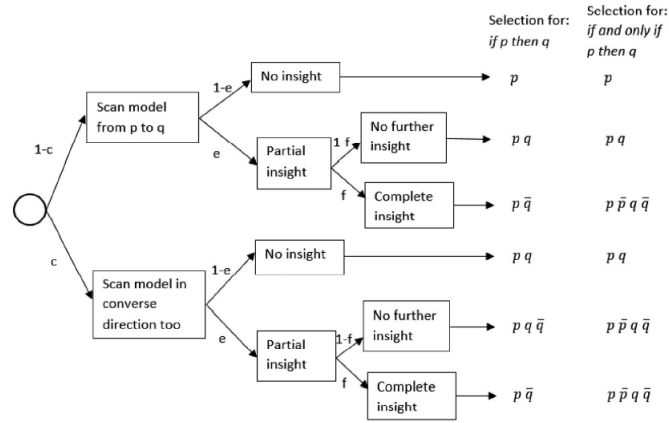 Selection for:
if p then q
Selection for:
if and only if
p then q
1-e
No insight
p
p
Scan model
from p to q
1-c
e
Partial
insight
1 f
No further
insight
p q
p q
f
Complete
insight
p q̄
p p̄ q q̄
c
Scan model in
converse
direction too
1-e
No insight
p q
p q
e
Partial
insight
1-f
No further
insight
p q q̄
p p̄ q q̄
f
Complete
insight
p q̄
p p̄ q q̄